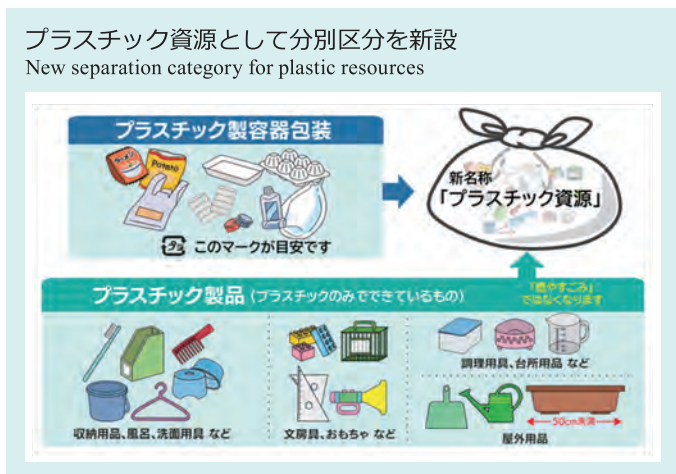 プラスチック資源として分別区分を新設
New separation category for plastic resources
プラスチック製容器包装
ラーメン
Potato
プラ このマークが目安です
新名称
「プラスチック資源」
プラスチック製品(プラスチックのみでできているもの)
「燃やすごみ」
ではなくなります
収納用品、風呂、洗面用具 など
文房具、おもちゃ など
調理用具、台所用品 など
50cm未満
屋外用品